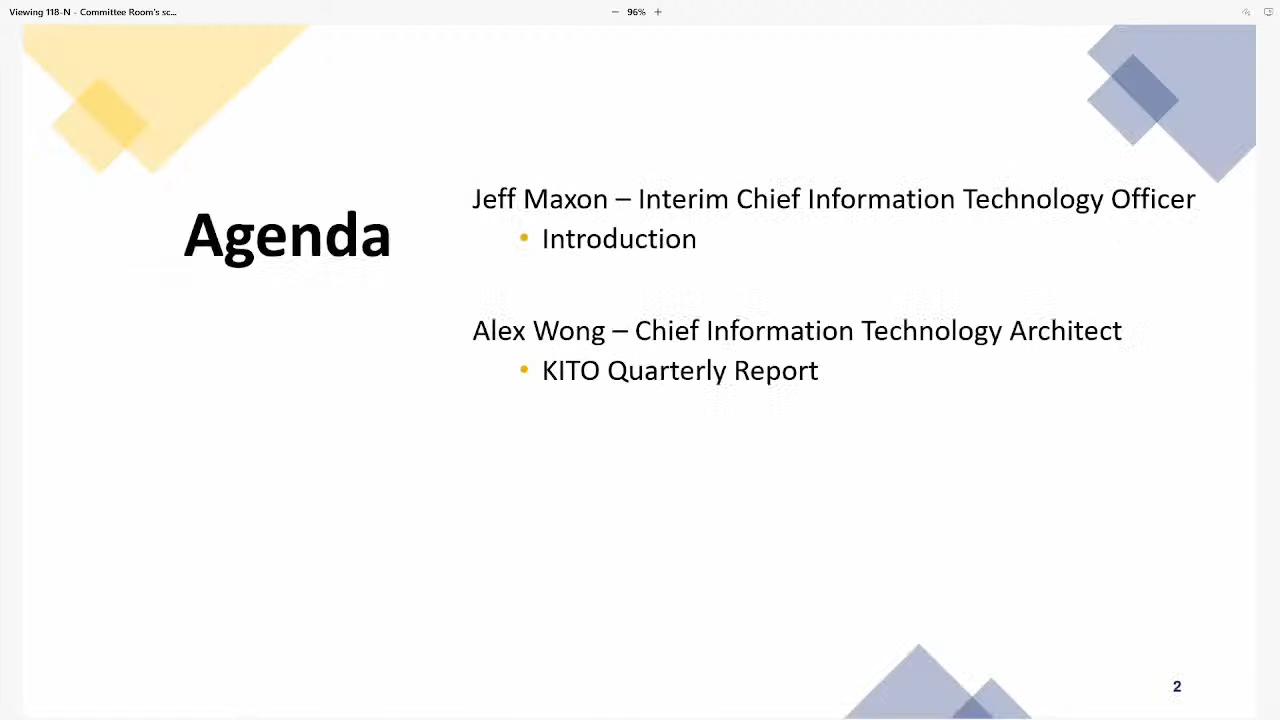 Viewing 118-N - Committee Room's sc...
− 96% +
Agenda
Jeff Maxon – Interim Chief Information Technology Officer
• Introduction
Alex Wong – Chief Information Technology Architect
• KITO Quarterly Report
2